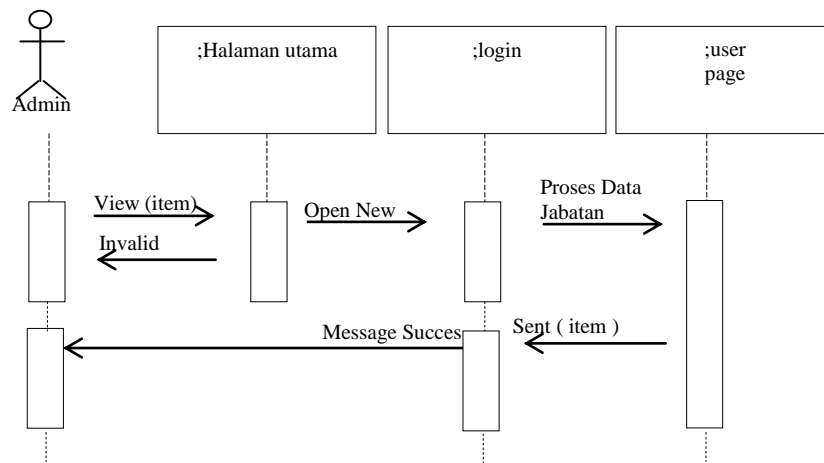 ;Halaman utama
;login
;user
page
Admin
View (item)
Open New
Proses Data
Jabatan
Invalid
Message Succes
Sent ( item )